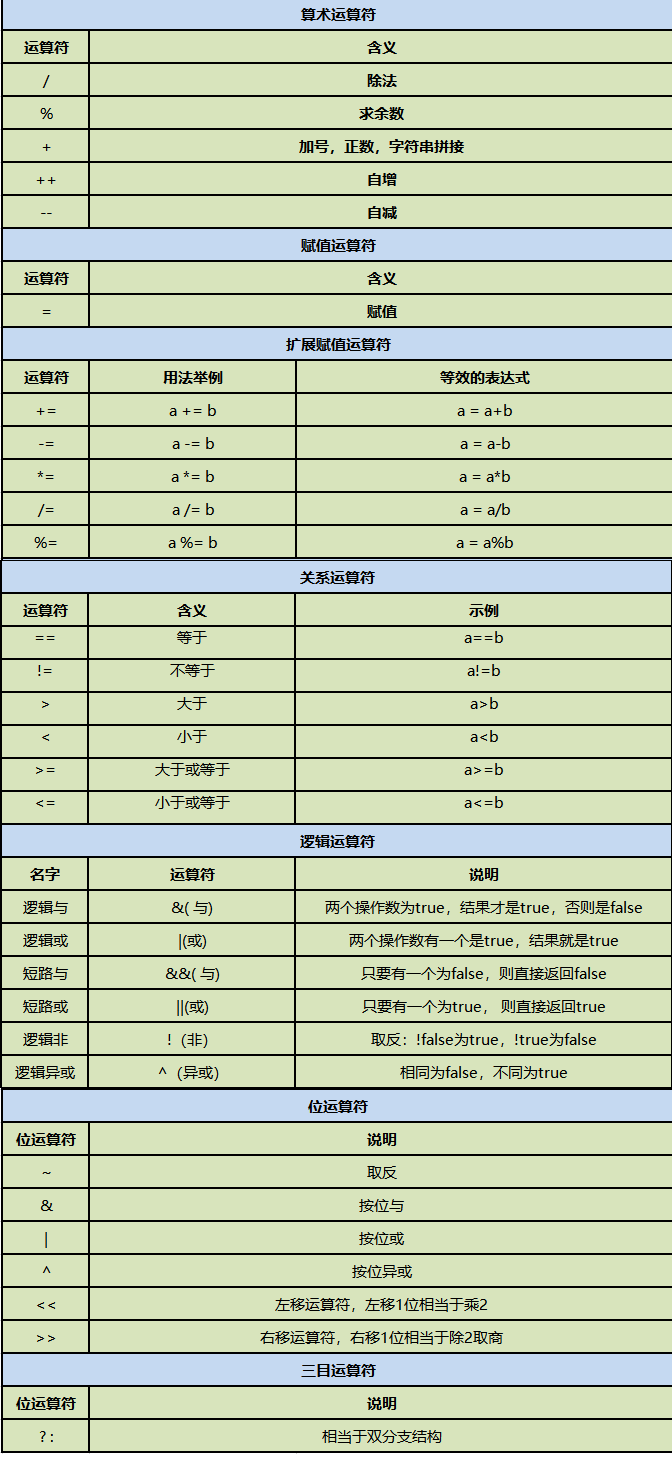 算术运算符
运算符 含义
/ 除法
% 求余数
+ 加号，正数，字符串拼接
++ 自增
-- 自减
赋值运算符
运算符 含义
= 赋值
扩展赋值运算符
运算符 用法举例 等效的表达式
+= a += b a = a+b
-= a -= b a = a-b
*= a *= b a = a*b
/= a /= b a = a/b
%= a %= b a = a%b
关系运算符
运算符 含义 示例
== 等于 a==b
!= 不等于 a!=b
> 大于 a>b
< 小于 a<b
>= 大于或等于 a>=b
<= 小于或等于 a<=b
逻辑运算符
名字 运算符 说明
逻辑与 &( 与) 两个操作数为true，结果才是true，否则是false
逻辑或 |(或) 两个操作数有一个是true，结果就是true
短路与 &&( 与) 只要有一个为false，则直接返回false
短路或 ||(或) 只要有一个为true， 则直接返回true
逻辑非 !（非） 取反：!false为true，!true为false
逻辑异或 ^（异或） 相同为false，不同为true
位运算符
位运算符 说明
~ 取反
& 按位与
| 按位或
^ 按位异或
<< 左移运算符，左移1位相当于乘2
>> 右移运算符，右移1位相当于除2取商
三目运算符
位运算符 说明
? : 相当于双分支结构